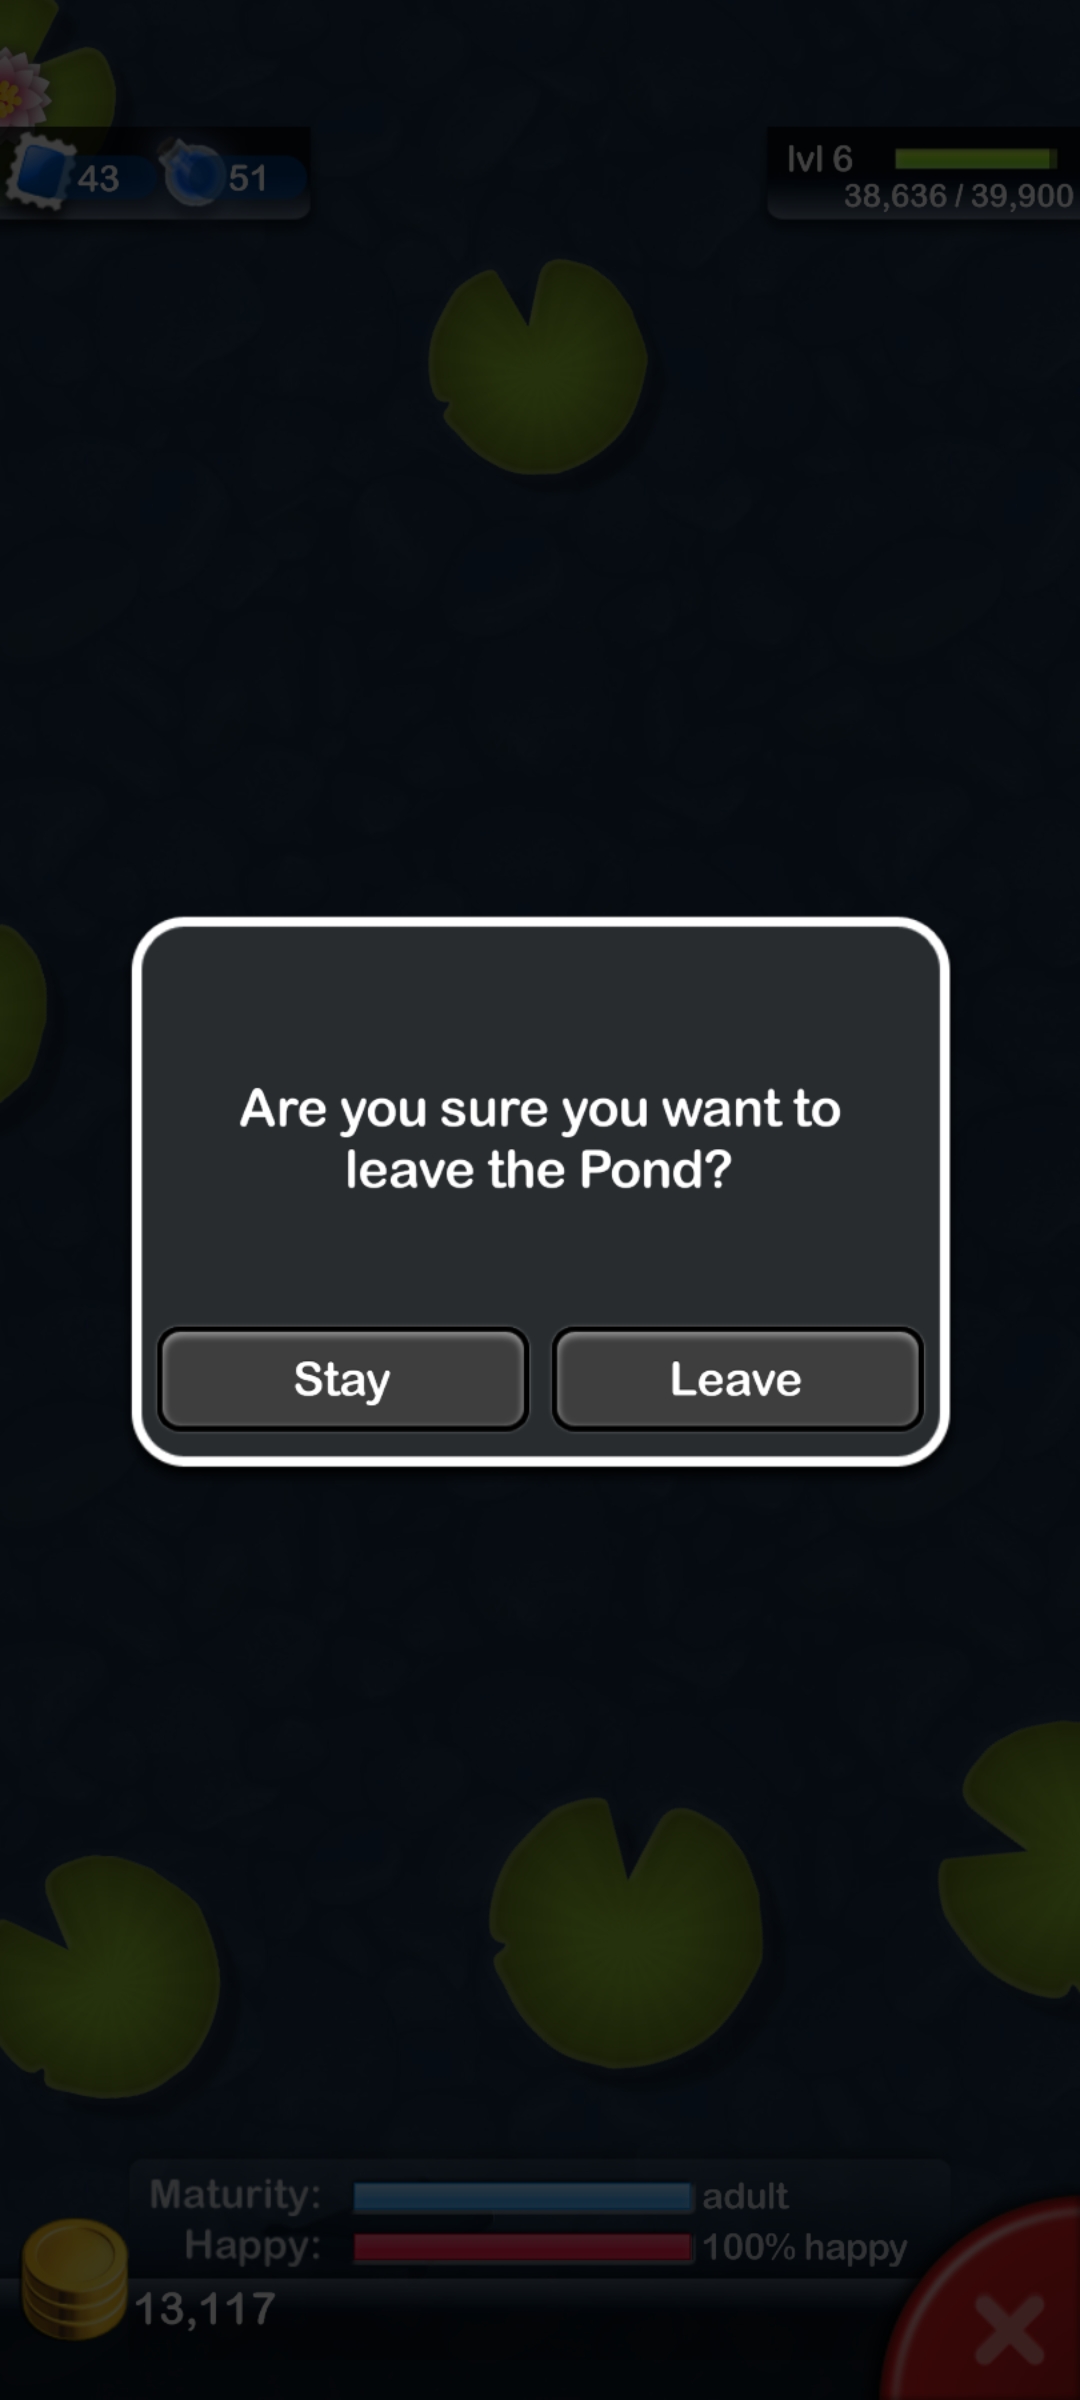 43 51
lvl 6
38,636 / 39,900
Are you sure you want to
leave the Pond?
Stay Leave
Maturity: adult
Happy: 100% happy
13,117